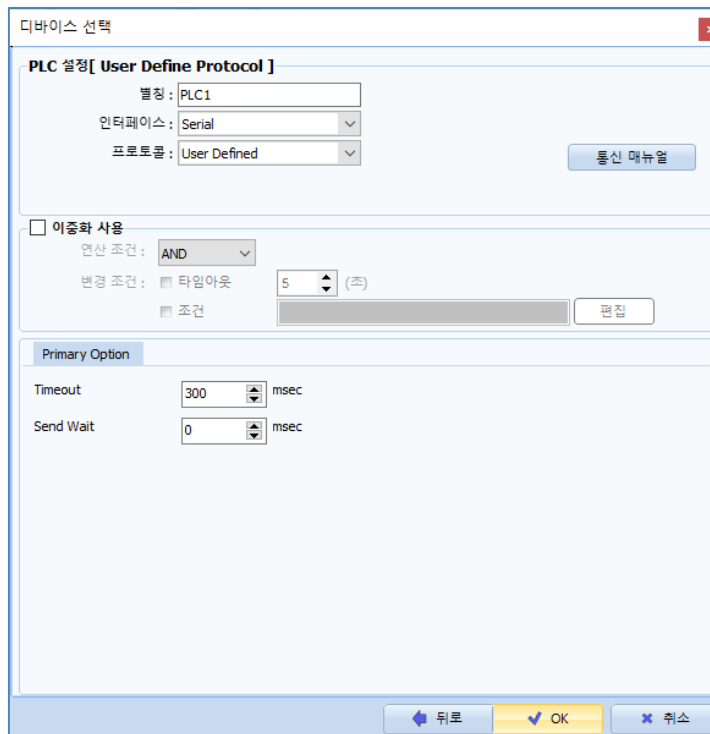 디바이스 선택
PLC 설정[ User Define Protocol ]
별칭 : PLC1
인터페이스 : Serial
프로토콜 : User Defined
통신 매뉴얼
이중화 사용
연산 조건 : AND
변경 조건 : 타임아웃 5 (초)
조건 편집
Primary Option
Timeout 300 msec
Send Wait 0 msec
뒤로 OK 취소